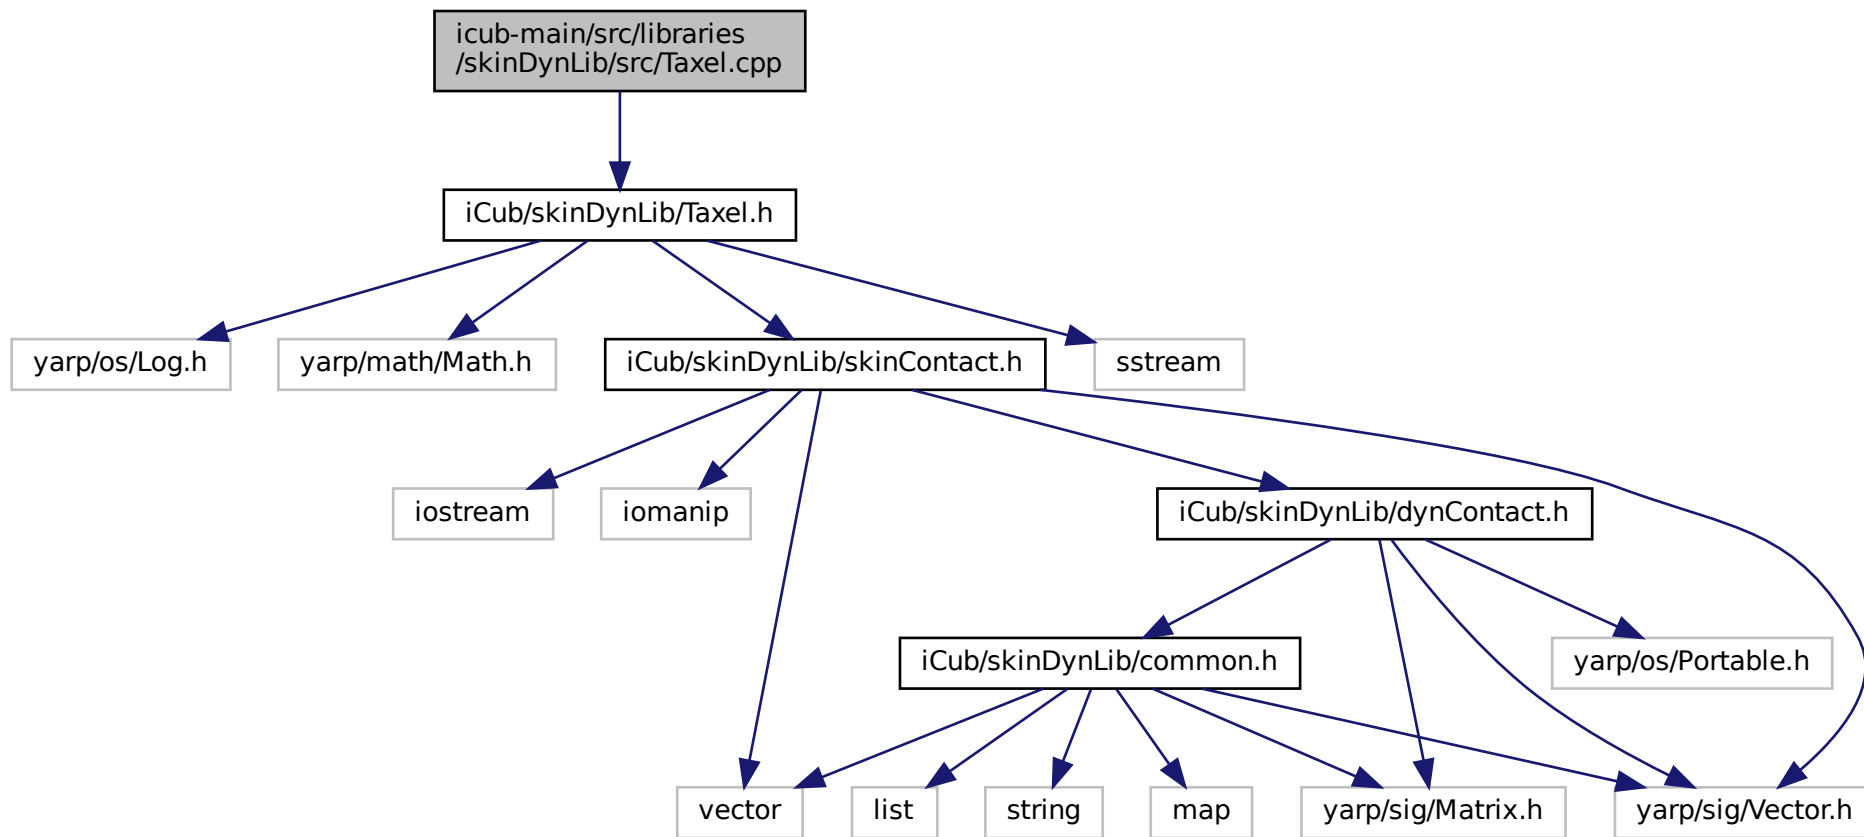 icub-main/src/libraries
/skinDynLib/src/Taxel.cpp
iCub/skinDynLib/Taxel.h
yarp/os/Log.h
yarp/math/Math.h
iCub/skinDynLib/skinContact.h
sstream
iostream
iomanip
iCub/skinDynLib/dynContact.h
iCub/skinDynLib/common.h
yarp/os/Portable.h
vector
list
string
map
yarp/sig/Matrix.h
yarp/sig/Vector.h